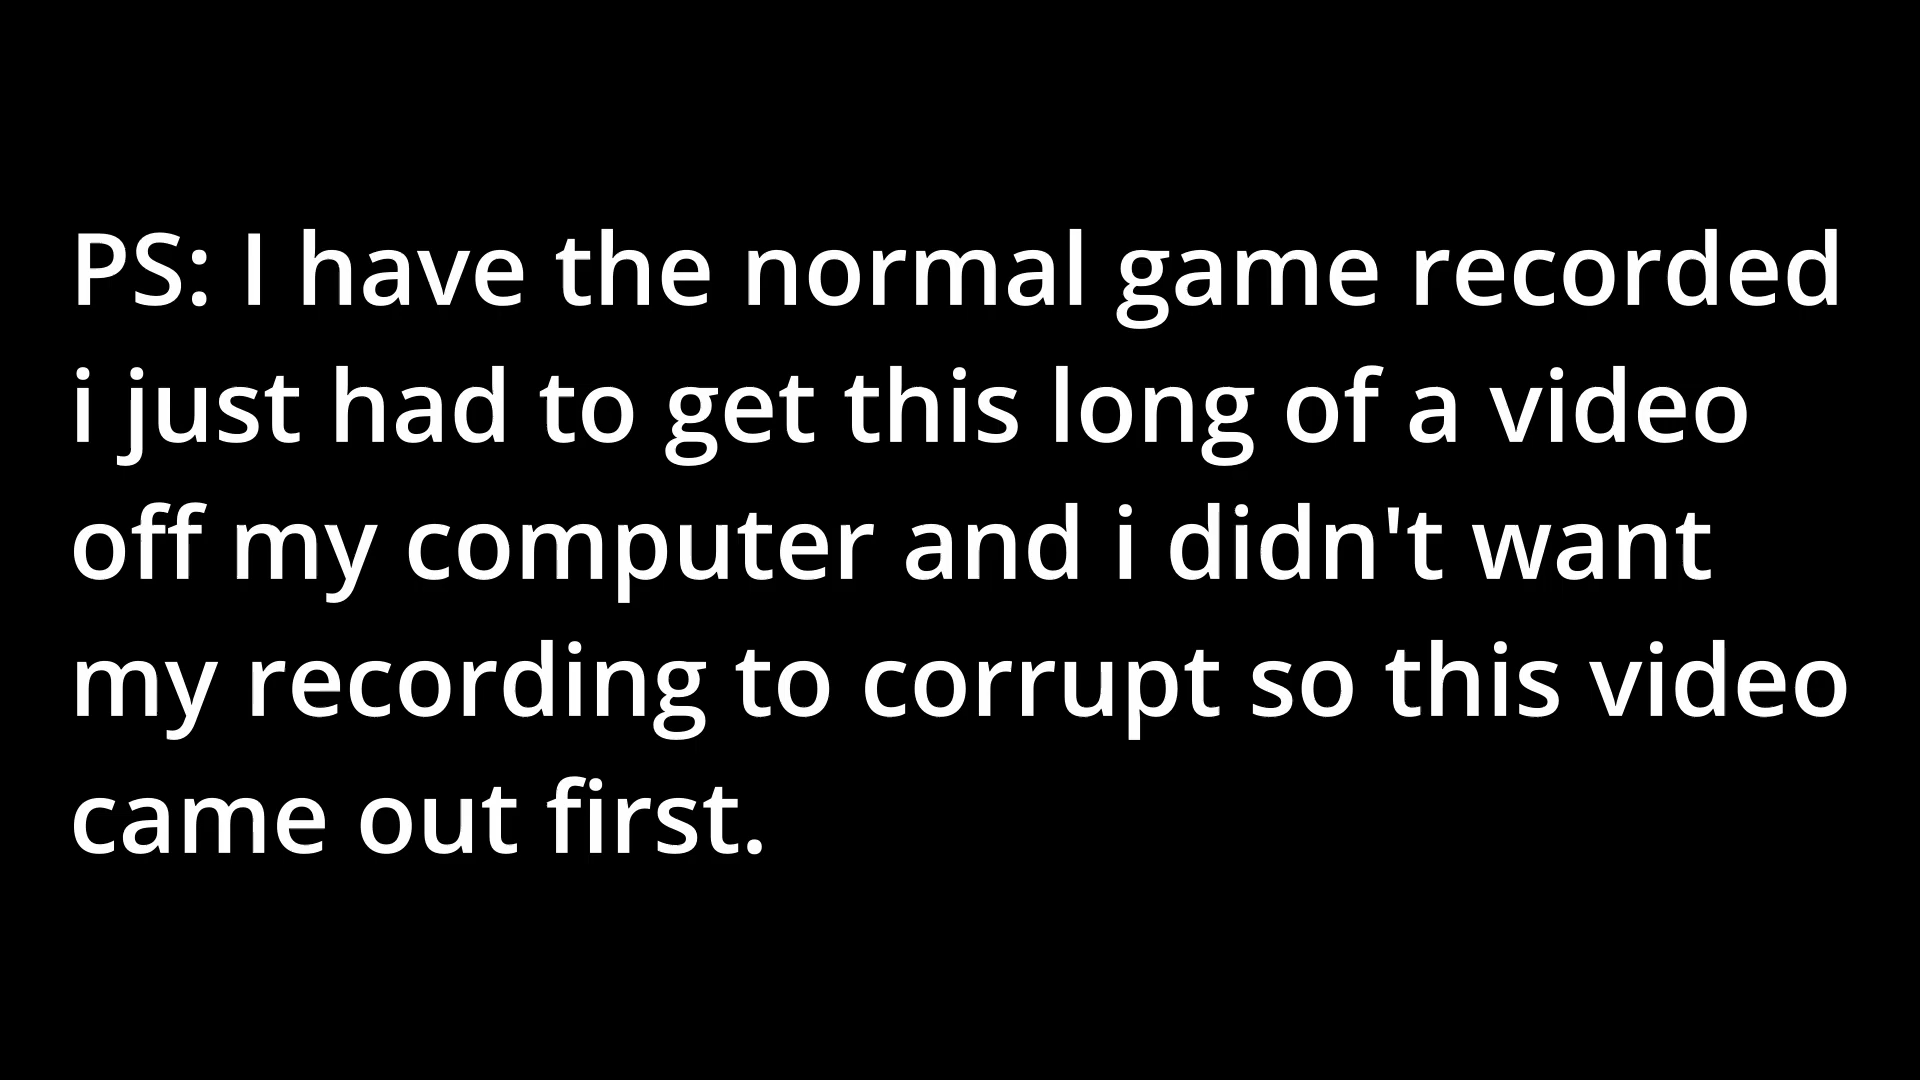 PS: I have the normal game recorded
i just had to get this long of a video
off my computer and i didn't want
my recording to corrupt so this video
came out first.